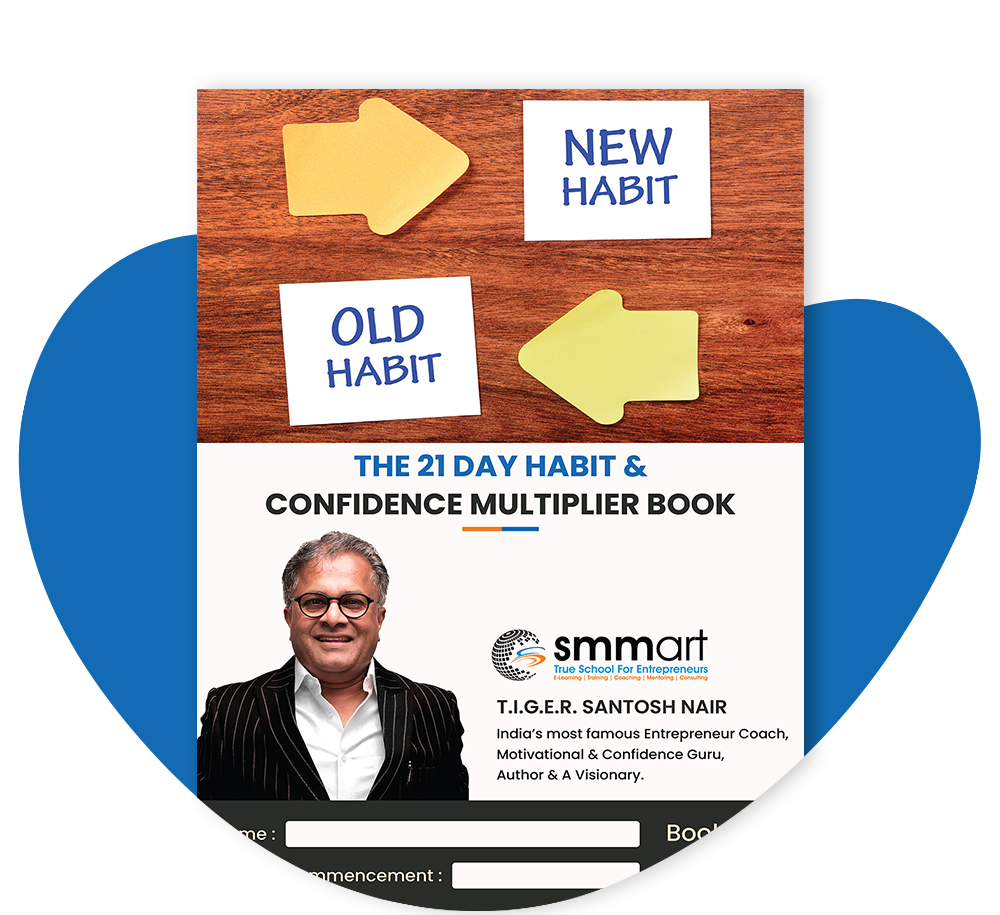 NEW
HABIT
OLD
HABIT
THE 21 DAY HABIT &
CONFIDENCE MULTIPLIER BOOK
smmart
True School For Entrepreneurs
E-Learning | Training | Coaching | Mentoring | Consulting
T.I.G.E.R. SANTOSH NAIR
India's most famous Entrepreneur Coach,
Motivational & Confidence Guru,
Author & A Visionary.
:
: